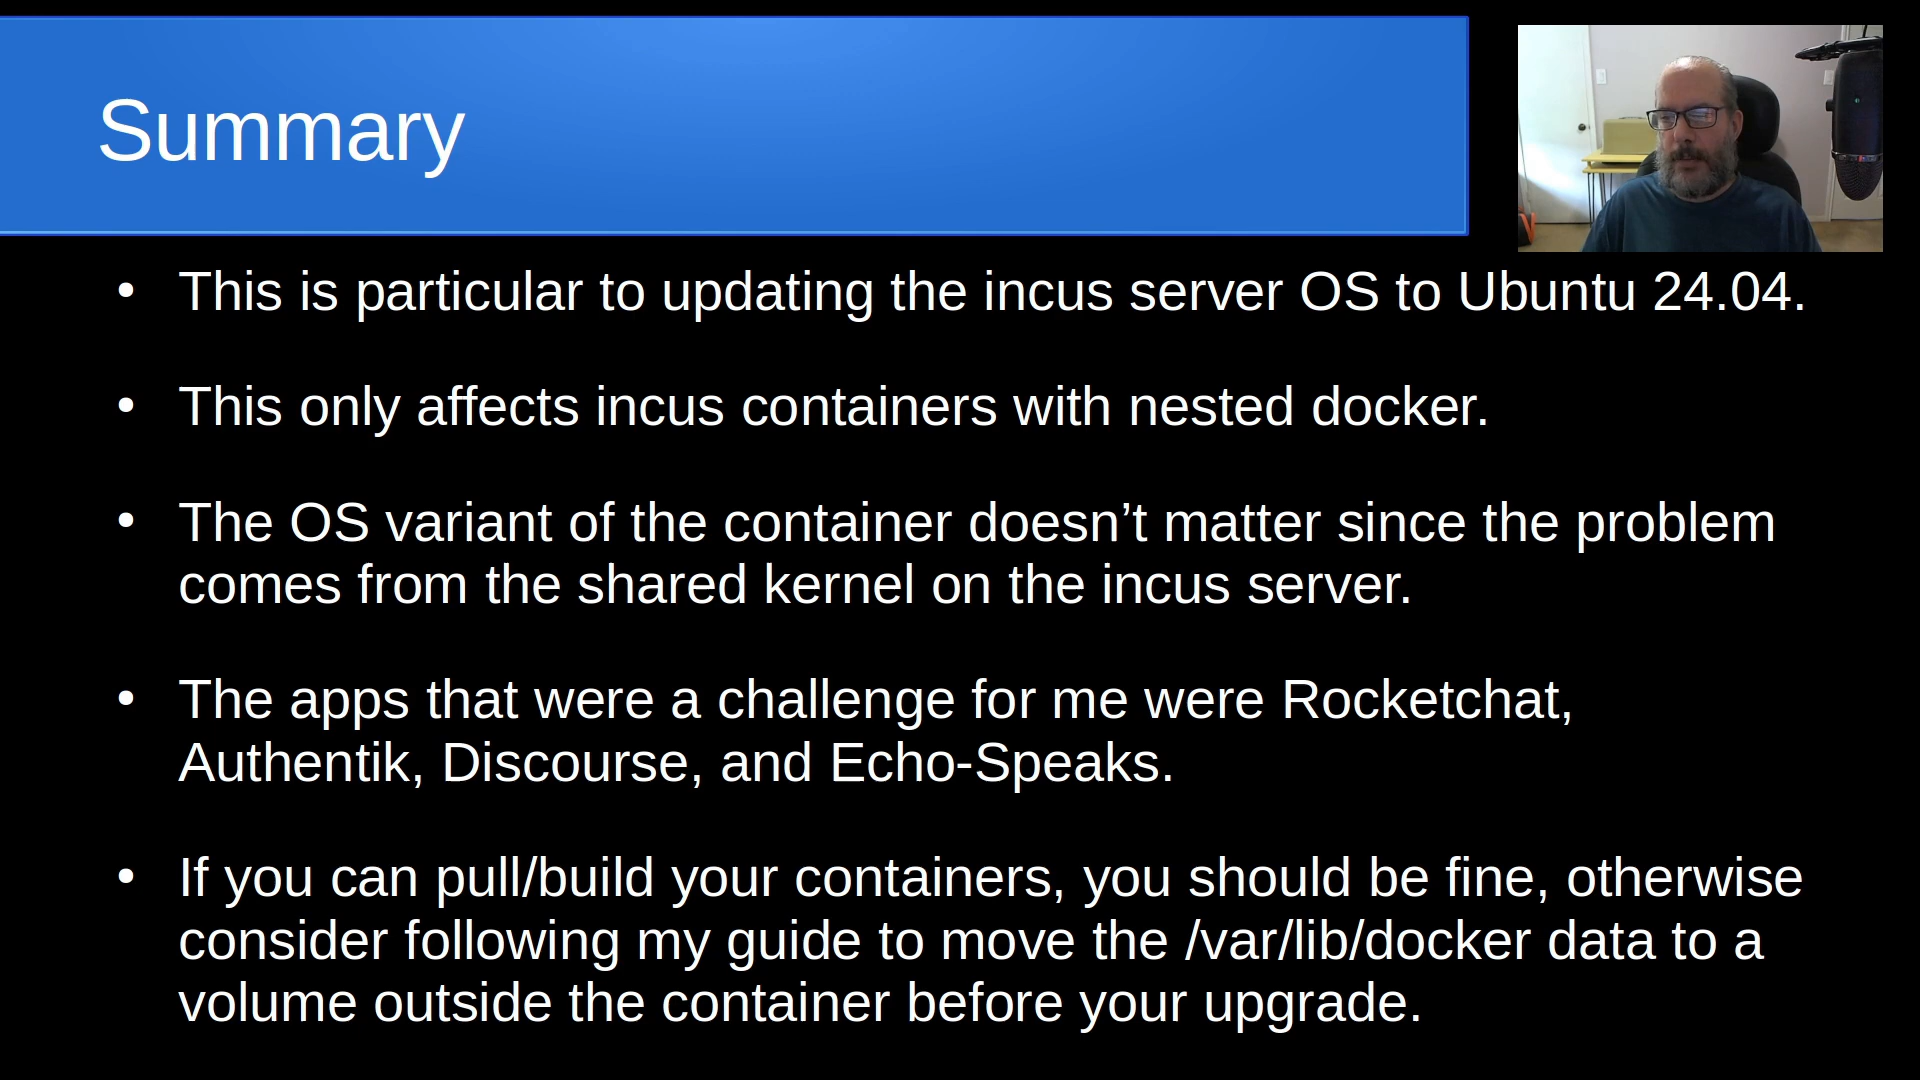 Summary
• This is particular to updating the incus server OS to Ubuntu 24.04.
• This only affects incus containers with nested docker.
• The OS variant of the container doesn’t matter since the problem
comes from the shared kernel on the incus server.
• The apps that were a challenge for me were Rocketchat,
Authentik, Discourse, and Echo-Speaks.
• If you can pull/build your containers, you should be fine, otherwise
consider following my guide to move the /var/lib/docker data to a
volume outside the container before your upgrade.